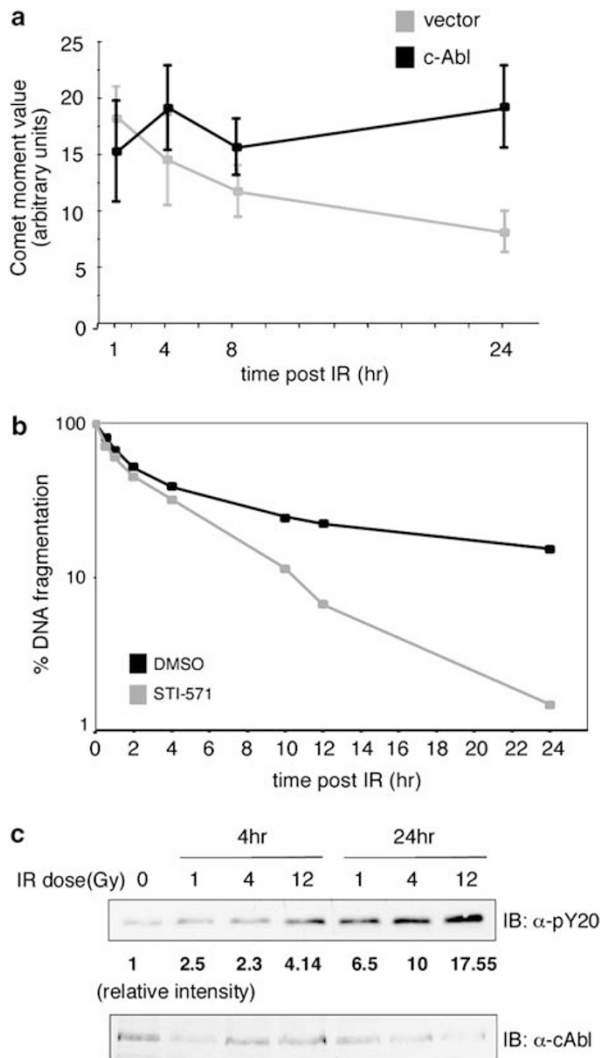 a
vector
c-Abl
Comet moment value
(arbitrary units)
25
20
15
10
5
0
1 4 8 24
time post IR (hr)
b
% DNA fragmentation
100
10
1
DMSO
STI-571
0 2 4 6 8 10 12 14 16 18 20 22 24
time post IR (hr)
c
4hr 24hr
IR dose(Gy) 0 1 4 12 1 4 12
IB: α-pY20
1 2.5 2.3 4.14 6.5 10 17.55
(relative intensity)
IB: α-cAbl